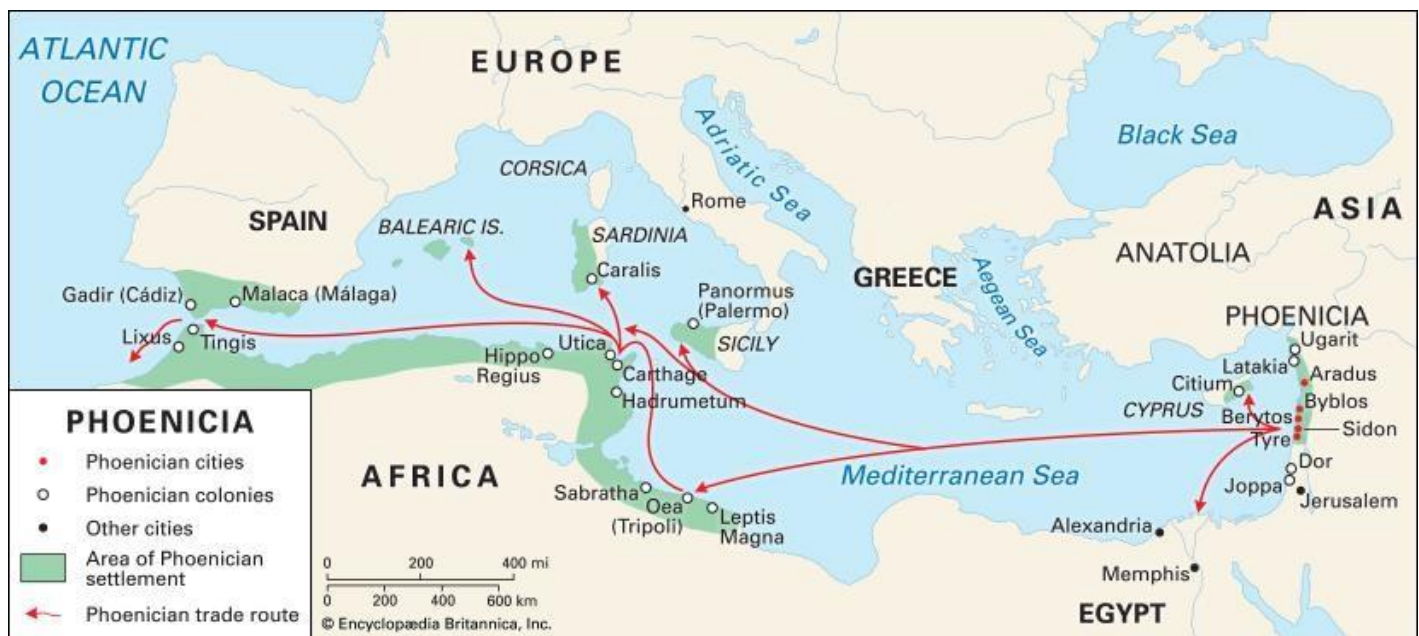 ATLANTIC
OCEAN
EUROPE
Adriatic Sea
Black Sea
CORSICA
Rome
ASIA
SPAIN
BALEARIC IS.
SARDINIA
ANATOLIA
Caralis
GREECE
Aegean Sea
Gadir (Cádiz)
Malaca (Málaga)
Panormus
(Palermo)
PHOENICIA
Lixus
Tingis
Hippo
Regius
Utica
SICILY
Ugarit
Latakia
Carthage
Citium
Aradus
Hadrumetum
CYPRUS
Byblos
Berytos
Sidon
Tyre
PHOENICIA
Phoenician cities
Phoenician colonies
Other cities
Area of Phoenician
settlement
Phoenician trade route
AFRICA
Mediterranean Sea
Dor
Joppa
Jerusalem
Sabratha
Oea
(Tripoli)
Leptis
Magna
Alexandria
Memphis
EGYPT
0 200 400 mi
0 200 400 600 km
© Encyclopædia Britannica, Inc.